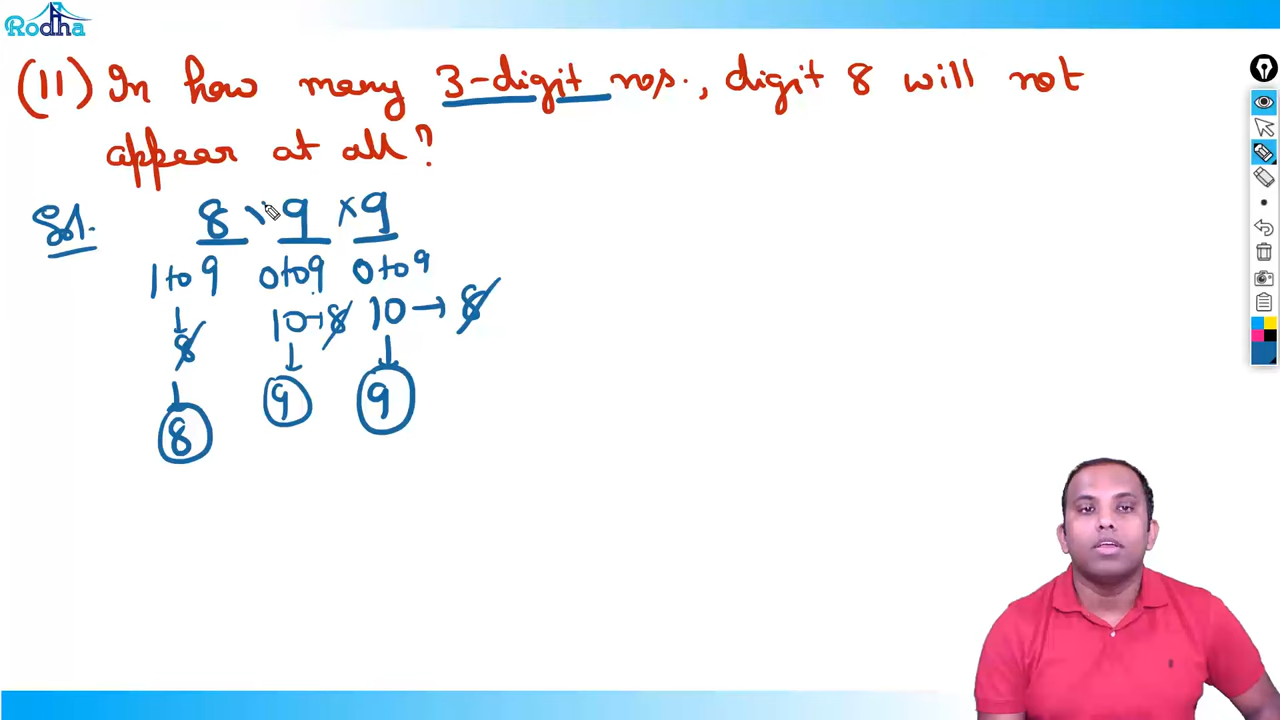 Rodha
(11) In how many 3-digit nos., digit 8 will not
appear at all?
Sol. 8 × 9 × 9
1 to 9 0 to 9 0 to 9
10 → 8 10 → 8
8
9 9
8